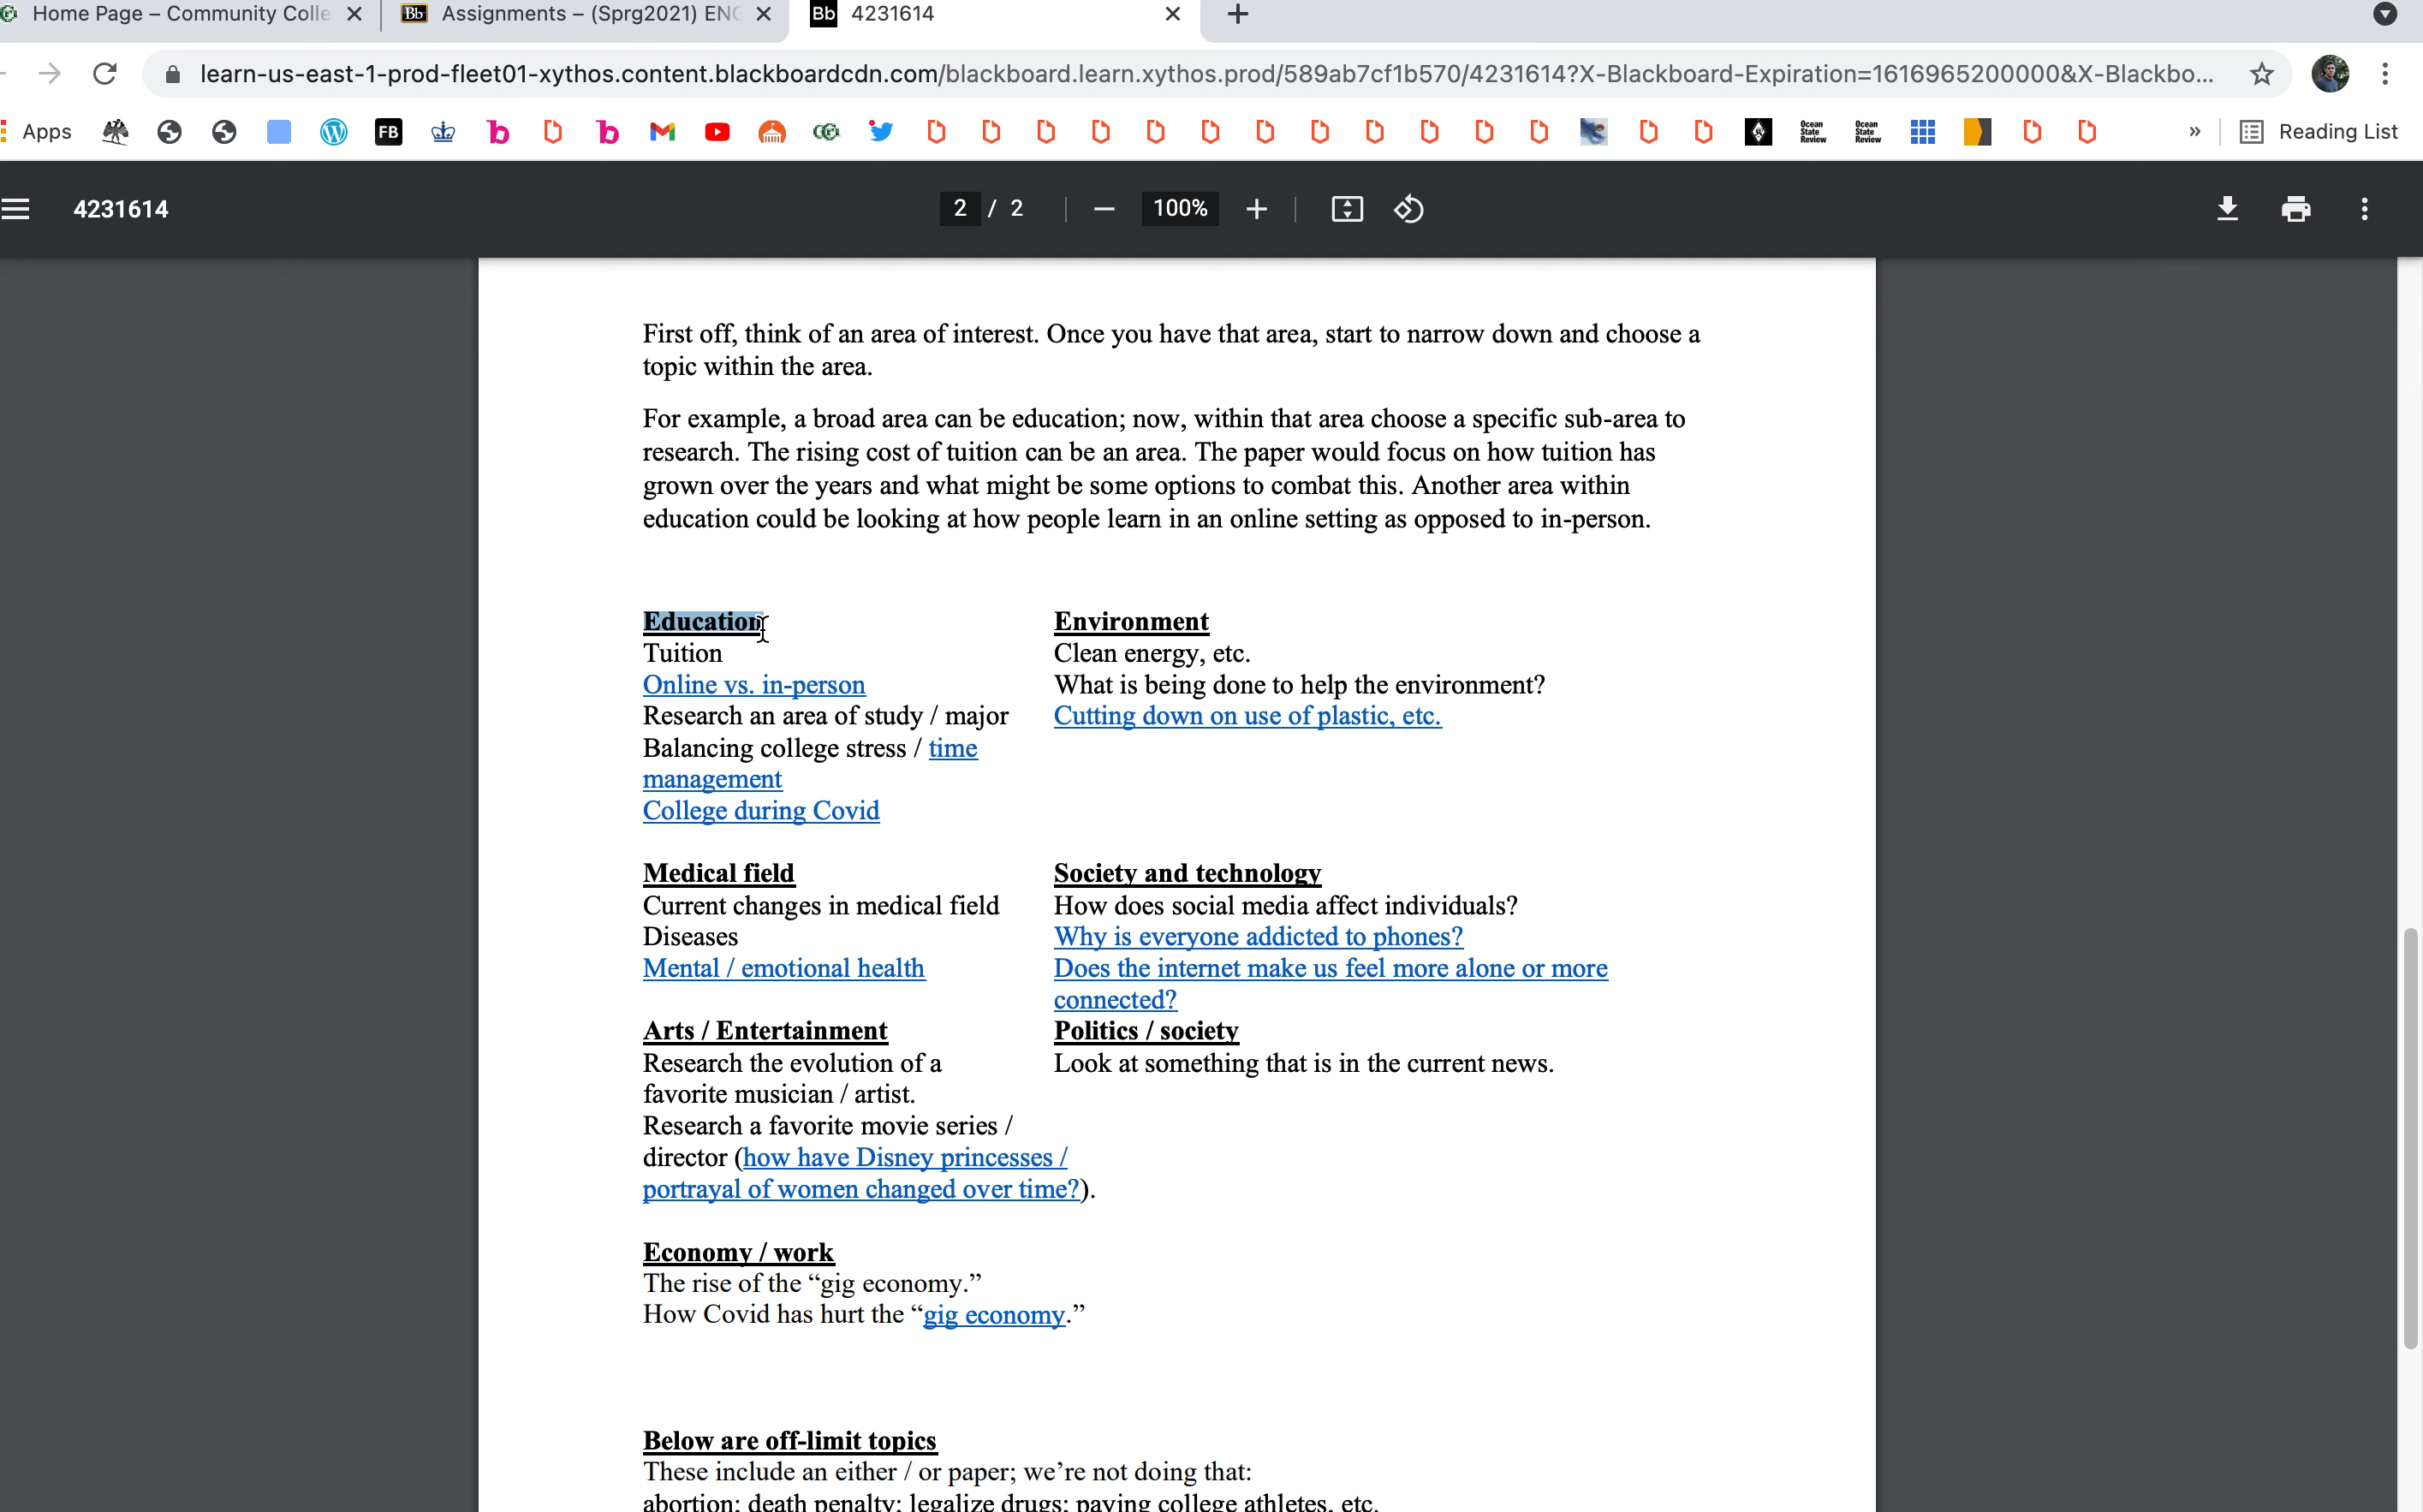 Home Page – Community Colle
Bb Assignments – (Sprg2021) ENG
Bb 4231614
learn-us-east-1-prod-fleet01-xythos.content.blackboardcdn.com/blackboard.learn.xythos.prod/589ab7cf1b570/4231614?X-Blackboard-Expiration=1616965200000&X-Blackbo...
Apps
FB
Ocean State Review
Ocean State Review
»
Reading List
4231614
2 / 2
100%
First off, think of an area of interest. Once you have that area, start to narrow down and choose a
topic within the area.
For example, a broad area can be education; now, within that area choose a specific sub-area to
research. The rising cost of tuition can be an area. The paper would focus on how tuition has
grown over the years and what might be some options to combat this. Another area within
education could be looking at how people learn in an online setting as opposed to in-person.
Education
Tuition
Online vs. in-person
Research an area of study / major
Balancing college stress / time
management
College during Covid
Environment
Clean energy, etc.
What is being done to help the environment?
Cutting down on use of plastic, etc.
Medical field
Current changes in medical field
Diseases
Mental / emotional health
Society and technology
How does social media affect individuals?
Why is everyone addicted to phones?
Does the internet make us feel more alone or more
connected?
Arts / Entertainment
Research the evolution of a
favorite musician / artist.
Research a favorite movie series /
director (how have Disney princesses /
portrayal of women changed over time?).
Politics / society
Look at something that is in the current news.
Economy / work
The rise of the “gig economy.”
How Covid has hurt the “gig economy.”
Below are off-limit topics
These include an either / or paper; we’re not doing that:
abortion; death penalty; legalize drugs; paying college athletes, etc.